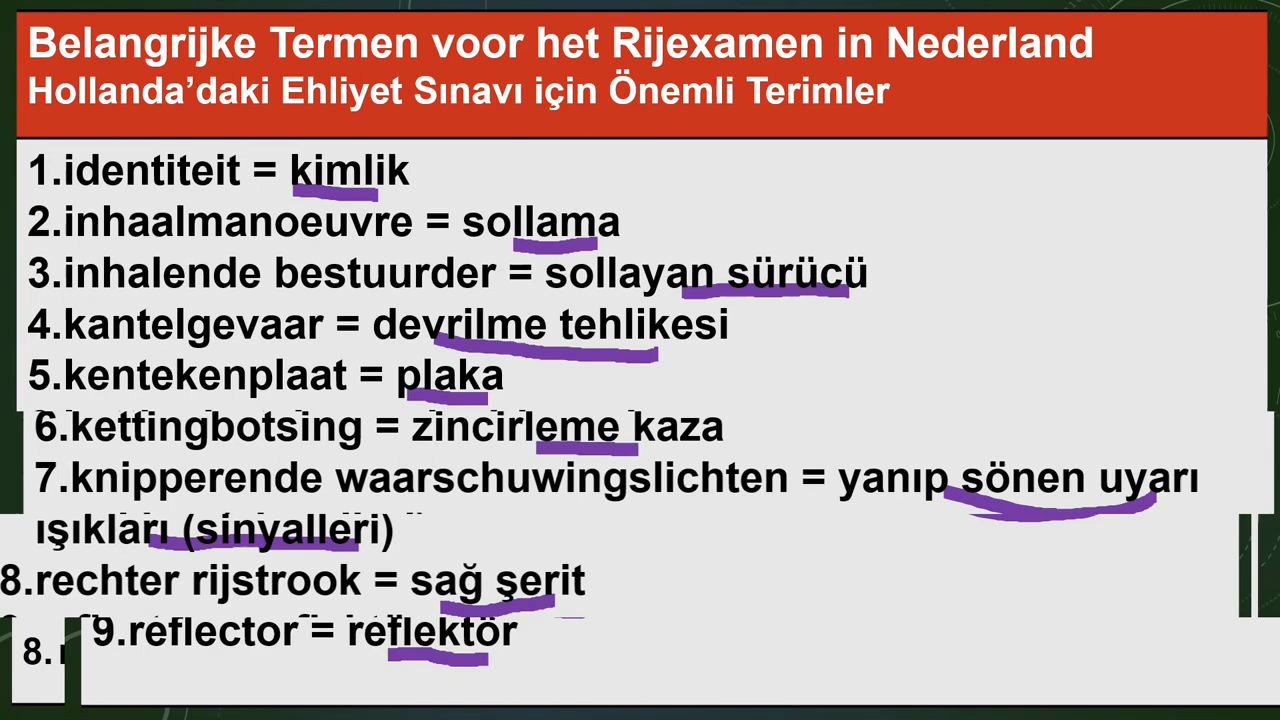 Belangrijke Termen voor het Rijexamen in Nederland
Hollanda’daki Ehliyet Sınavı için Önemli Terimler
1.identiteit = kimlik
2.inhaalmanoeuvre = sollama
3.inhalende bestuurder = sollayan sürücü
4.kantelgevaar = devrilme tehlikesi
5.kentekenplaat = plaka
6.kettingbotsing = zincirleme kaza
7.knipperende waarschuwingslichten = yanıp sönen uyarı
ışıkları (sinyalleri)
8.rechter rijstrook = sağ şerit
9.reflector = reflektör
8.